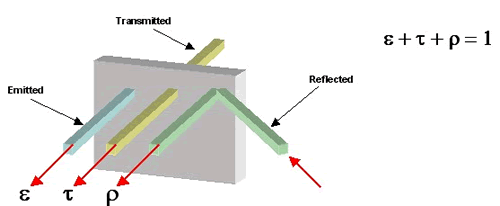 Transmitted
ε + τ + ρ = 1
Emitted
Reflected
ε τ ρ